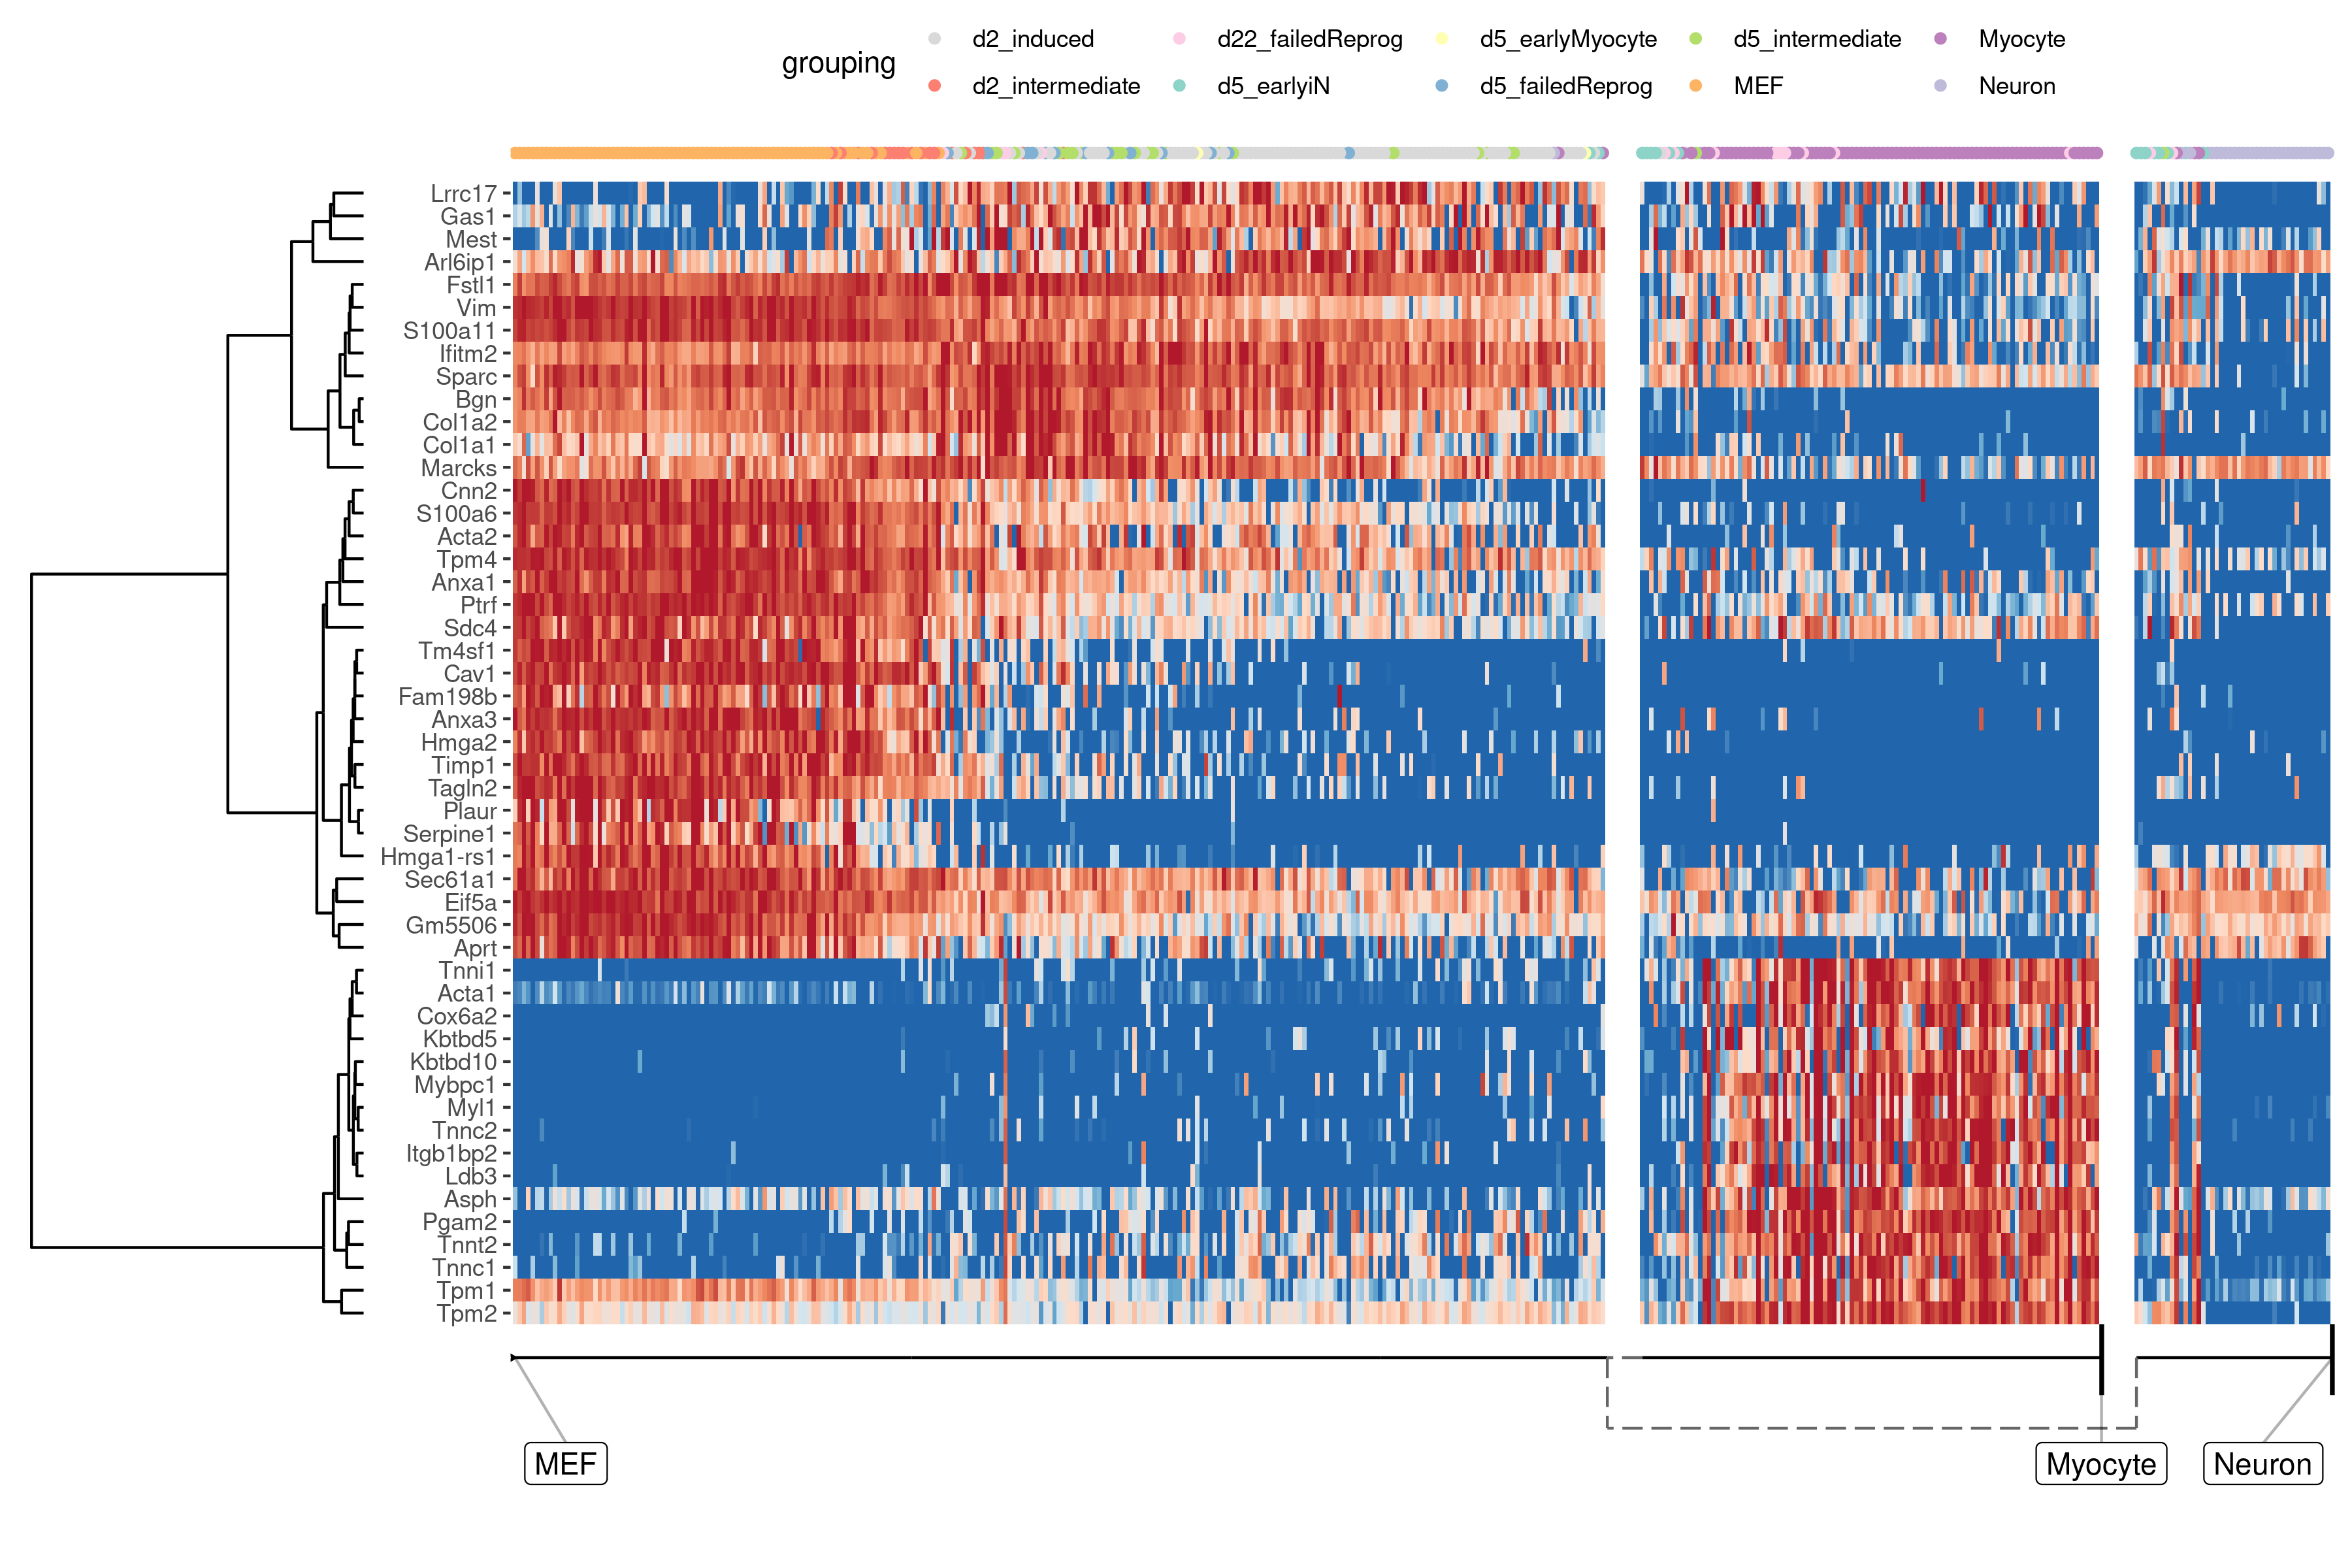 grouping
d2_induced
d22_failedReprog
d5_earlyMyocyte
d5_intermediate
Myocyte
d2_intermediate
d5_earlyiN
d5_failedReprog
MEF
Neuron
Lrrc17
Gas1
Mest
Arl6ip1
Fstl1
Vim
S100a11
Ifitm2
Sparc
Bgn
Col1a2
Col1a1
Marcks
Cnn2
S100a6
Acta2
Tpm4
Anxa1
Ptrf
Sdc4
Tm4sf1
Cav1
Fam198b
Anxa3
Hmga2
Timp1
Tagln2
Plaur
Serpine1
Hmga1-rs1
Sec61a1
Eif5a
Gm5506
Aprt
Tnni1
Acta1
Cox6a2
Kbtbd5
Kbtbd10
Mybpc1
Myl1
Tnnc2
Itgb1bp2
Ldb3
Asph
Pgam2
Tnnt2
Tnnc1
Tpm1
Tpm2
MEF
Myocyte
Neuron